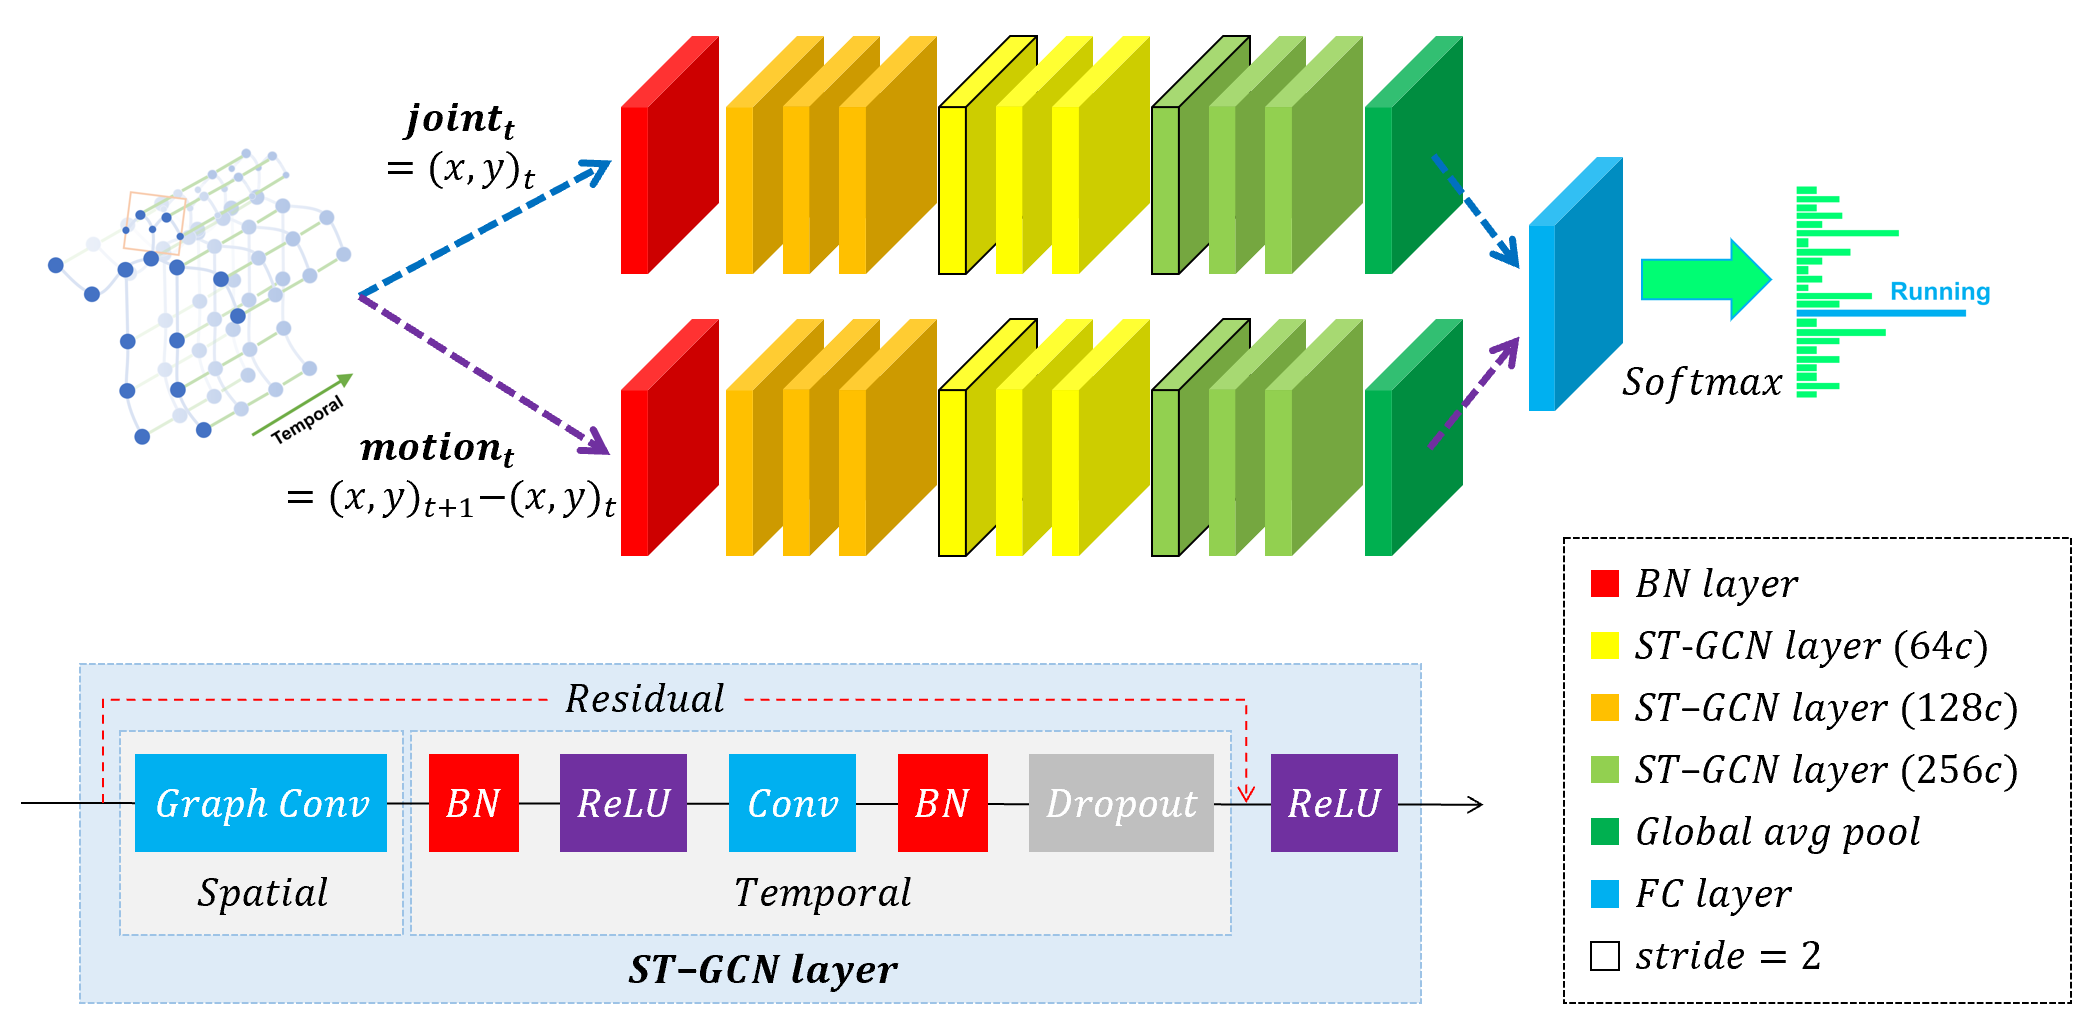 joint_t
= (x, y)_t
motion_t
= (x, y)_{t+1}−(x, y)_t
Temporal
Running
Softmax
BN layer
ST-GCN layer (64c)
ST−GCN layer (128c)
ST−GCN layer (256c)
Global avg pool
FC layer
stride = 2
Residual
Graph Conv
BN
ReLU
Conv
BN
Dropout
ReLU
Spatial
Temporal
ST−GCN layer